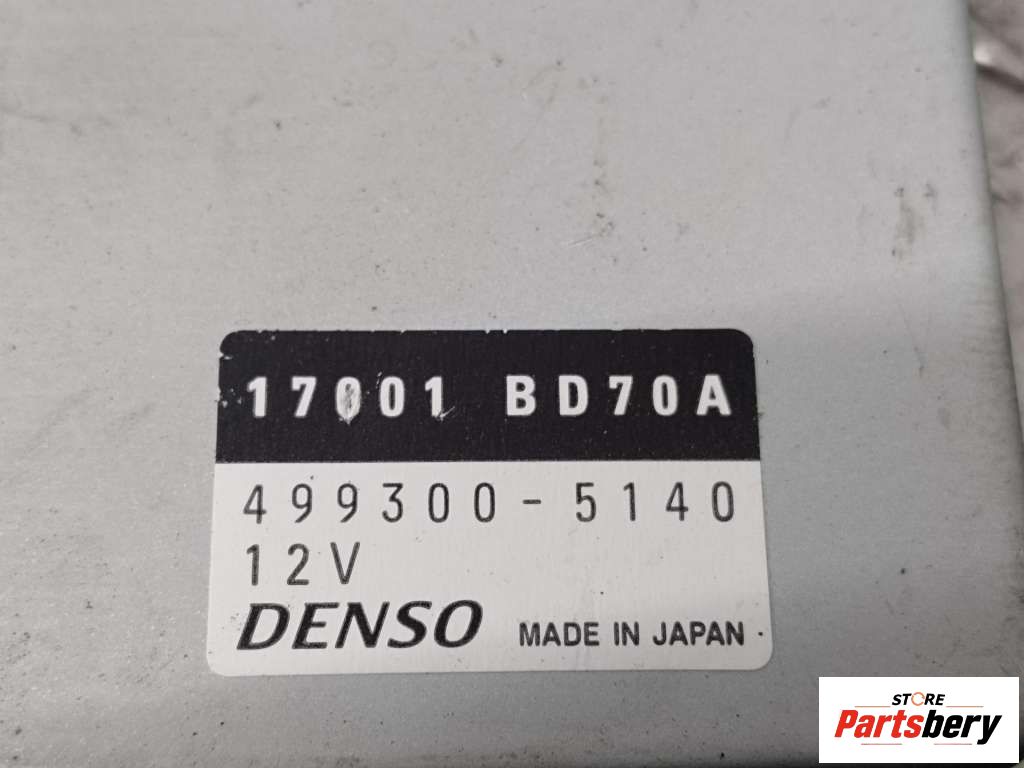 17001 BD70A
499300-5140
12V
DENSO MADE IN JAPAN
STORE
Partsbery